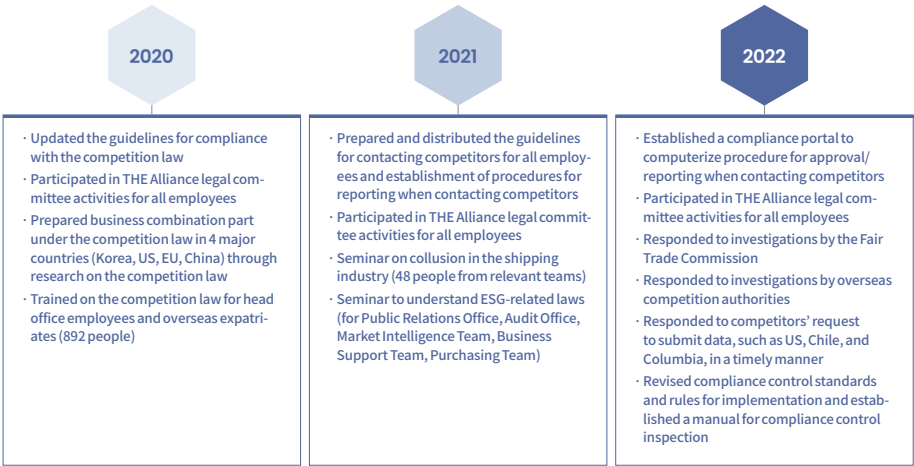 2020
· Updated the guidelines for compliance
with the competition law
· Participated in THE Alliance legal com-
mittee activities for all employees
· Prepared business combination part
under the competition law in 4 major
countries (Korea, US, EU, China) through
research on the competition law
· Trained on the competition law for head
office employees and overseas expatri-
ates (892 people)
2021
· Prepared and distributed the guidelines
for contacting competitors for all employ-
ees and establishment of procedures for
reporting when contacting competitors
· Participated in THE Alliance legal commit-
tee activities for all employees
· Seminar on collusion in the shipping
industry (48 people from relevant teams)
· Seminar to understand ESG-related laws
(for Public Relations Office, Audit Office,
Market Intelligence Team, Business
Support Team, Purchasing Team)
2022
· Established a compliance portal to
computerize procedure for approval/
reporting when contacting competitors
· Participated in THE Alliance legal com-
mittee activities for all employees
· Responded to investigations by the Fair
Trade Commission
· Responded to investigations by overseas
competition authorities
· Responded to competitors’ request
to submit data, such as US, Chile, and
Columbia, in a timely manner
· Revised compliance control standards
and rules for implementation and estab-
lished a manual for compliance control
inspection